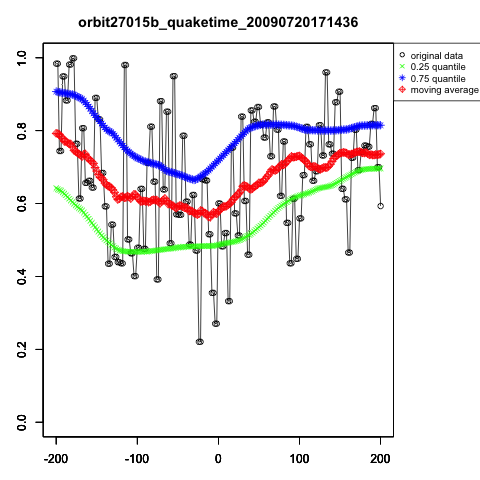 orbit27015b_quaketime_20090720171436
original data
0.25 quantile
0.75 quantile
moving average
1.0
0.8
0.6
0.4
0.2
0.0
-200 -100 0 100 200